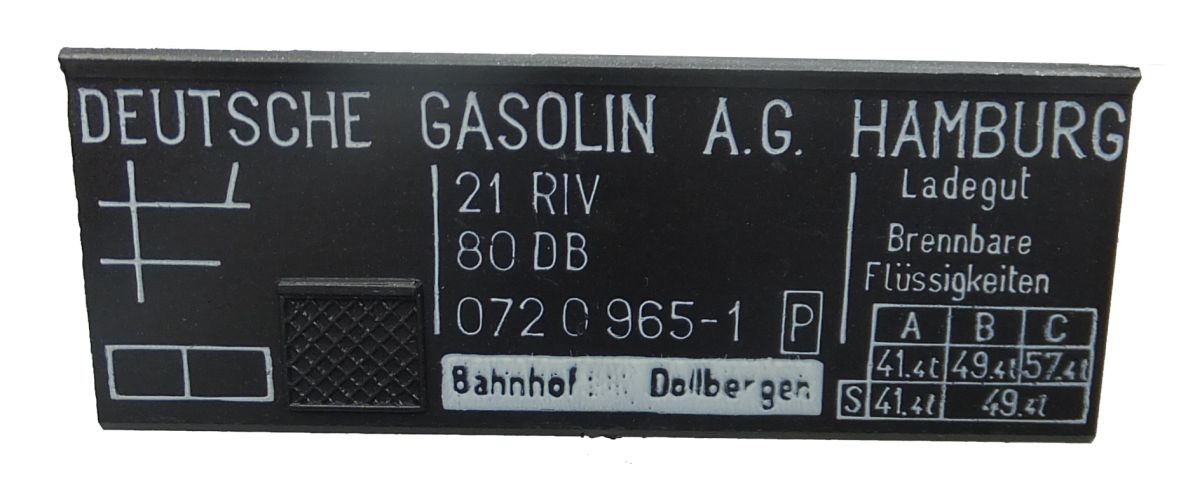 DEUTSCHE GASOLIN A.G. HAMBURG
21 RIV
80 DB
072 0 965-1 P
Bahnhof Dollbergen
Ladegut
Brennbare
Flüssigkeiten
A B C
41.4t 49.4t 57.4t
S 41.4t 49.4t